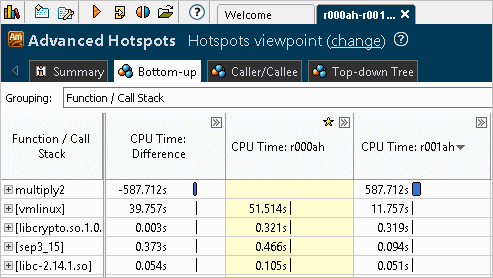 Welcome
r000ah-r001...
Am
Advanced Hotspots Hotspots viewpoint (change)
Summary
Bottom-up
Caller/Callee
Top-down Tree
Grouping: Function / Call Stack
Function / Call Stack
CPU Time: Difference
CPU Time: r000ah
CPU Time: r001ah
multiply2 -587.712s 587.712s
[vmlinux] 39.757s 51.514s 11.757s
[libcrypto.so.1.0. 0.003s 0.321s 0.319s
[sep3_15] 0.373s 0.466s 0.094s
[libc-2.14.1.so] 0.054s 0.105s 0.051s